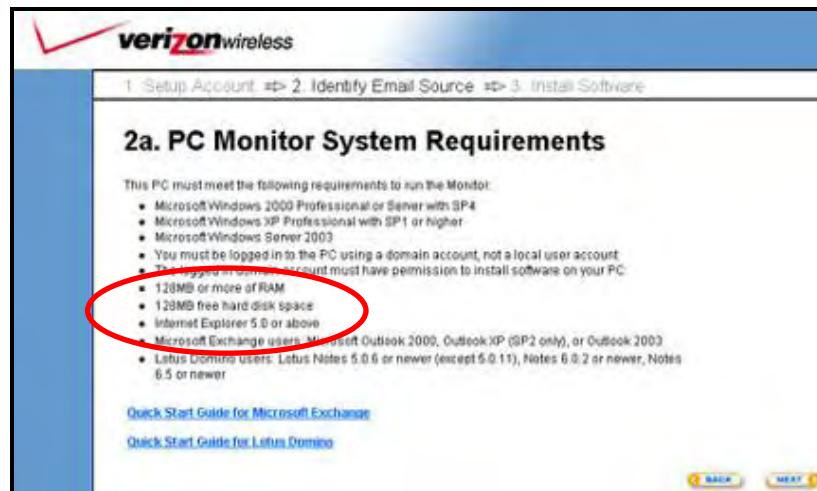 verizonwireless
1. Setup Account => 2. Identify Email Source => 3. Install Software
2a. PC Monitor System Requirements
This PC must meet the following requirements to run the Monitor:
• Microsoft Windows 2000 Professional or Server with SP4
• Microsoft Windows XP Professional with SP1 or higher
• Microsoft Windows Server 2003
• You must be logged in to the PC using a domain account, not a local user account
• The logged in domain account must have permission to install software on your PC
• 128MB or more of RAM
• 128MB free hard disk space
• Internet Explorer 5.0 or above
• Microsoft Exchange users: Microsoft Outlook 2000, Outlook XP (SP2 only), or Outlook 2003
• Lotus Domino users: Lotus Notes 5.0.6 or newer (except 5.0.11), Notes 6.0.2 or newer, Notes
6.5 or newer
Quick Start Guide for Microsoft Exchange
Quick Start Guide for Lotus Domino
BACK NEXT